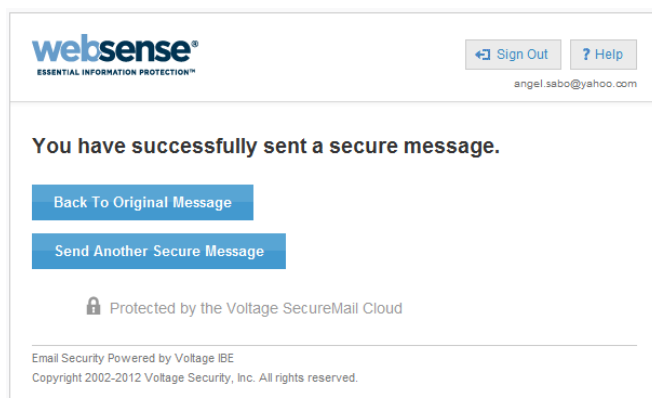 websense®
ESSENTIAL INFORMATION PROTECTION™
Sign Out
? Help
angel.sabo@yahoo.com
You have successfully sent a secure message.
Back To Original Message
Send Another Secure Message
Protected by the Voltage SecureMail Cloud
Email Security Powered by Voltage IBE
Copyright 2002-2012 Voltage Security, Inc. All rights reserved.